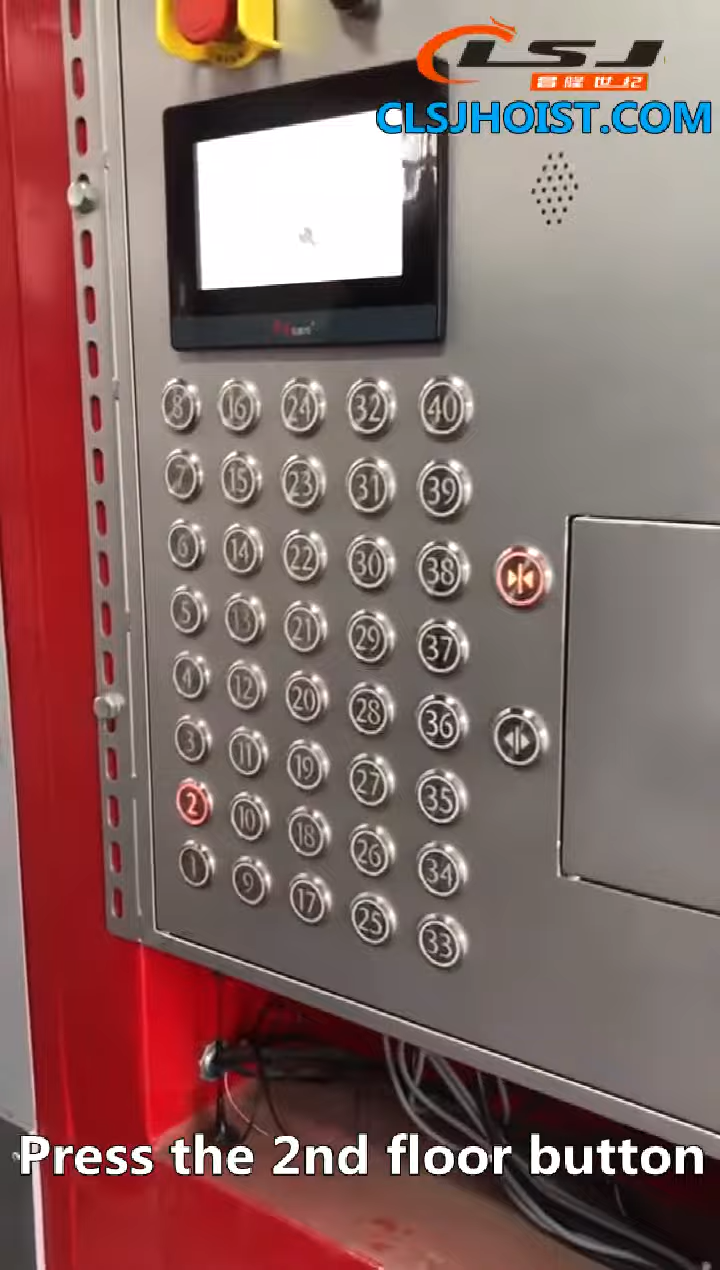 CLSJ
CLSJHOIST.COM
8 16 24 32 40
7 15 23 31 39
6 14 22 30 38
5 13 21 29 37
4 12 20 28 36
3 11 19 27 35
2 10 18 26 34
1 9 17 25 33
Press the 2nd floor button